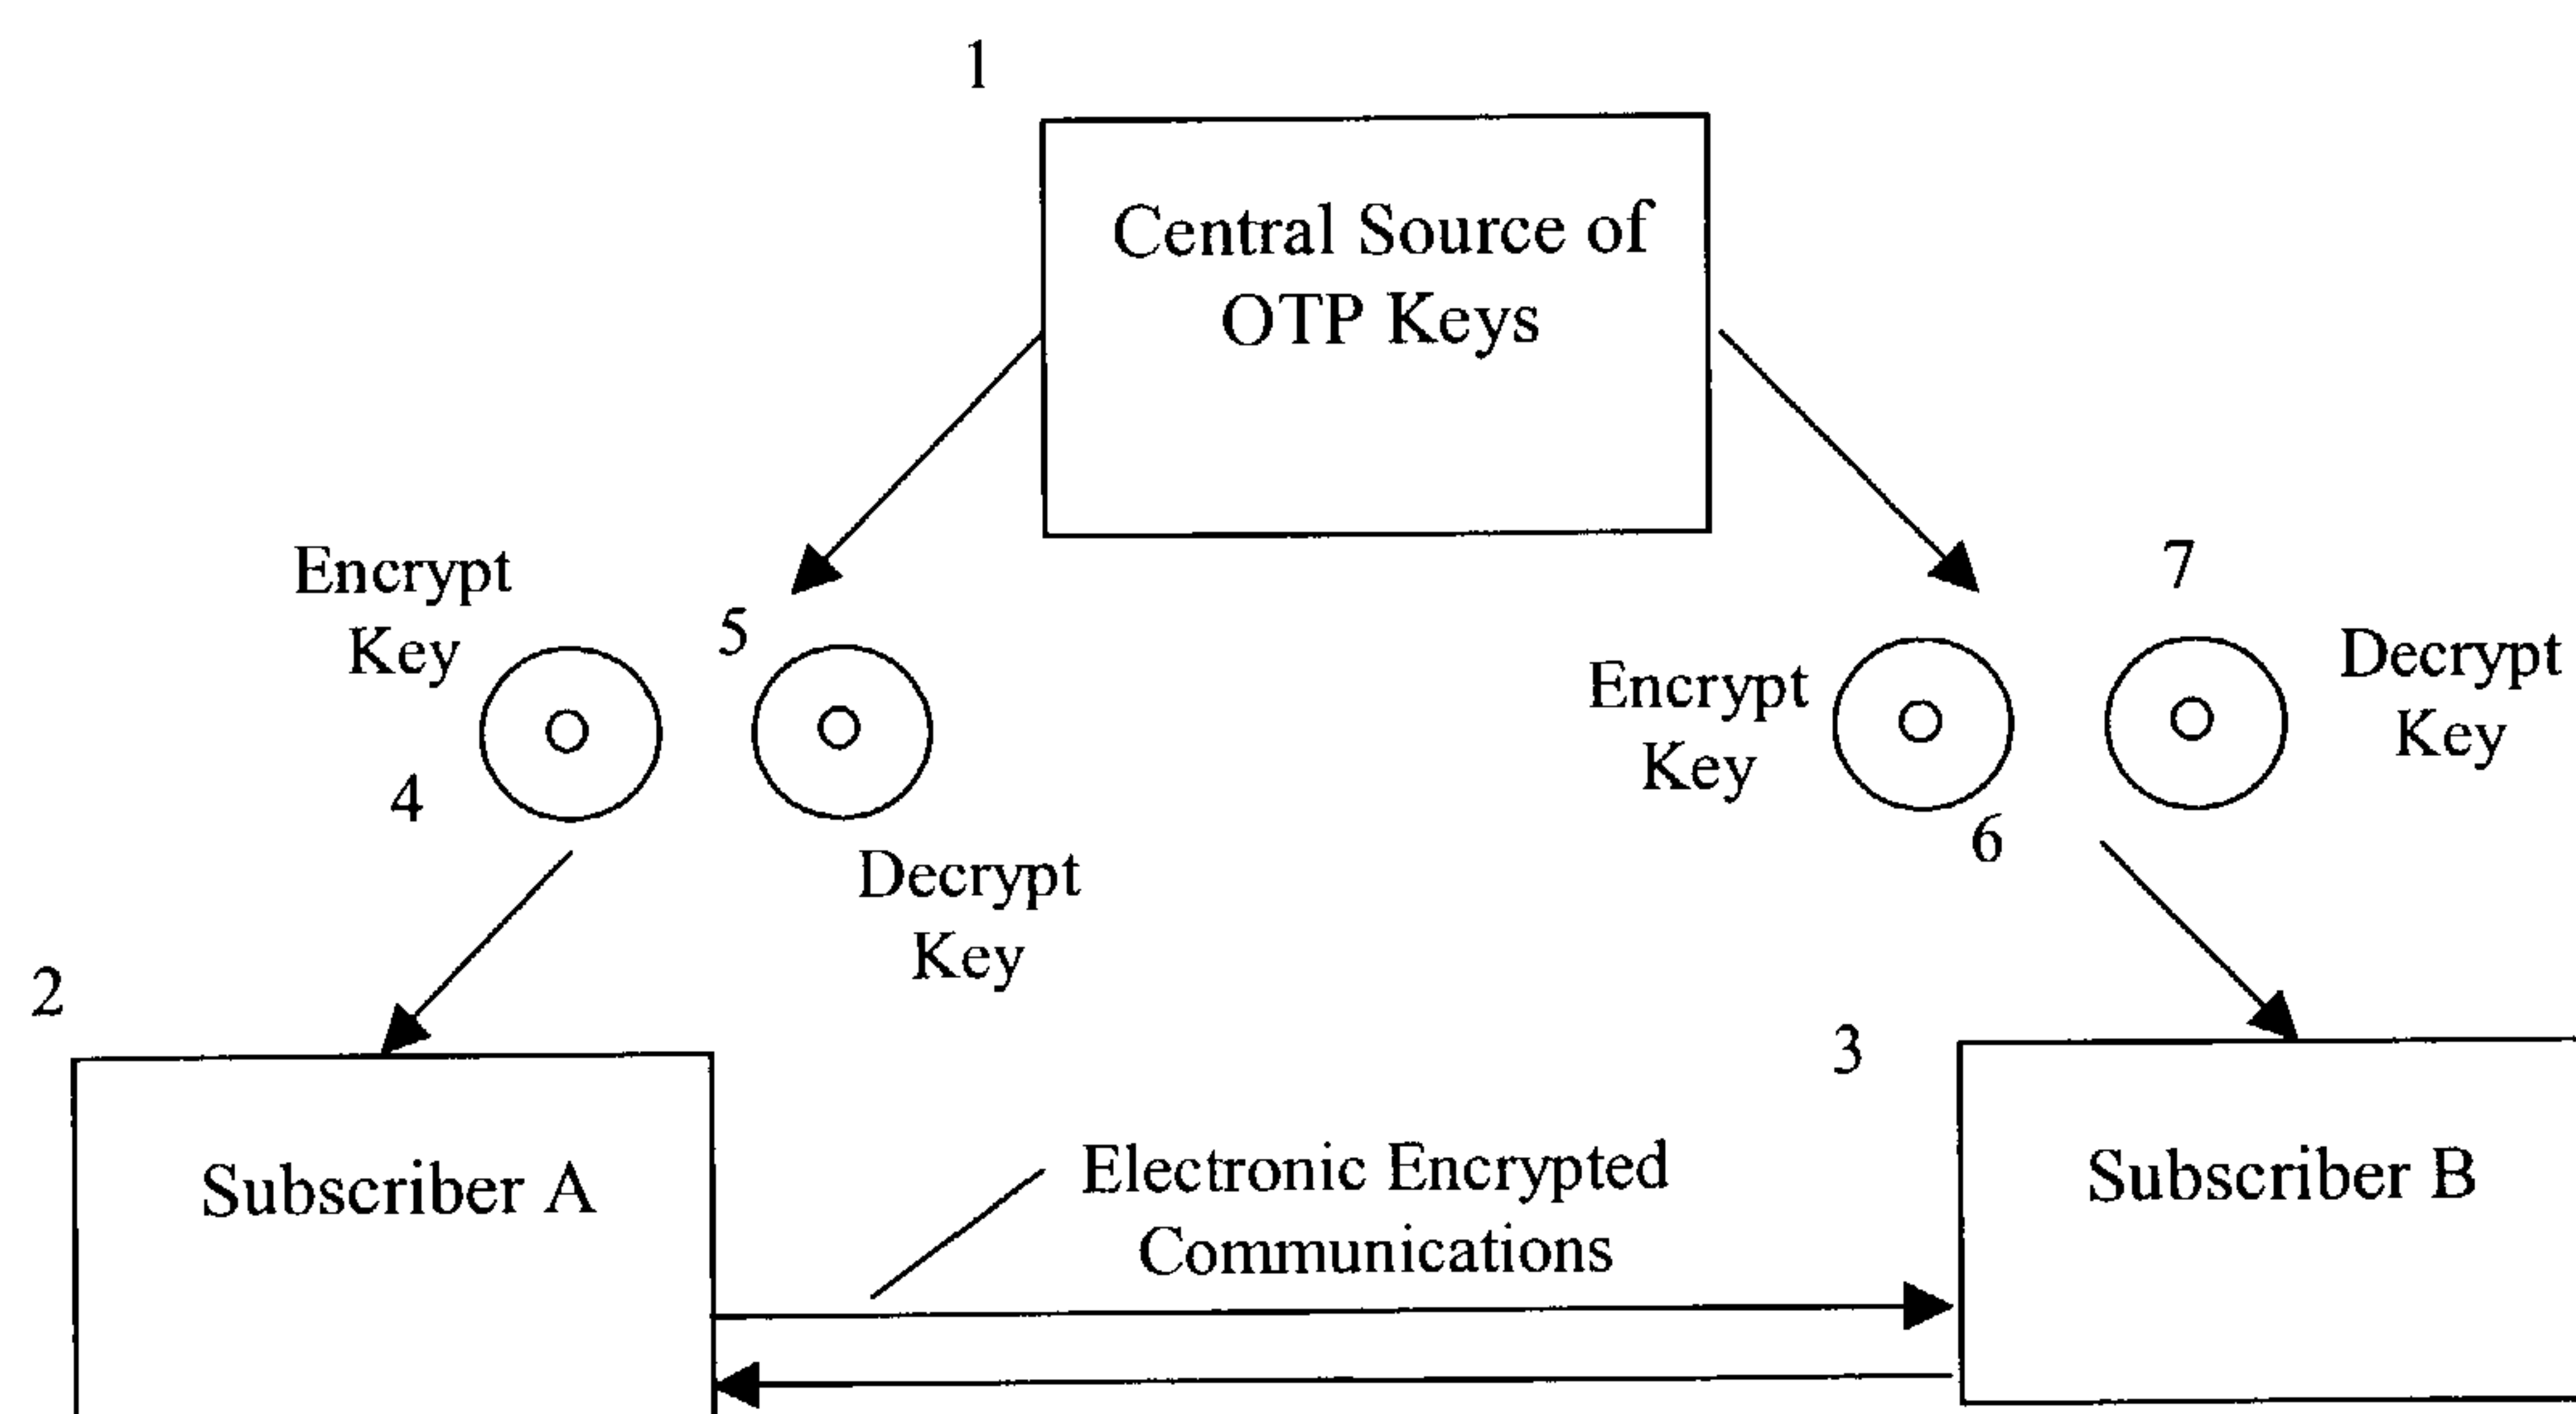 1
Central Source of
OTP Keys
Encrypt
Key
5
4
Decrypt
Key
7
Encrypt
Key
Decrypt
Key
6
2
Subscriber A
3
Subscriber B
Electronic Encrypted
Communications